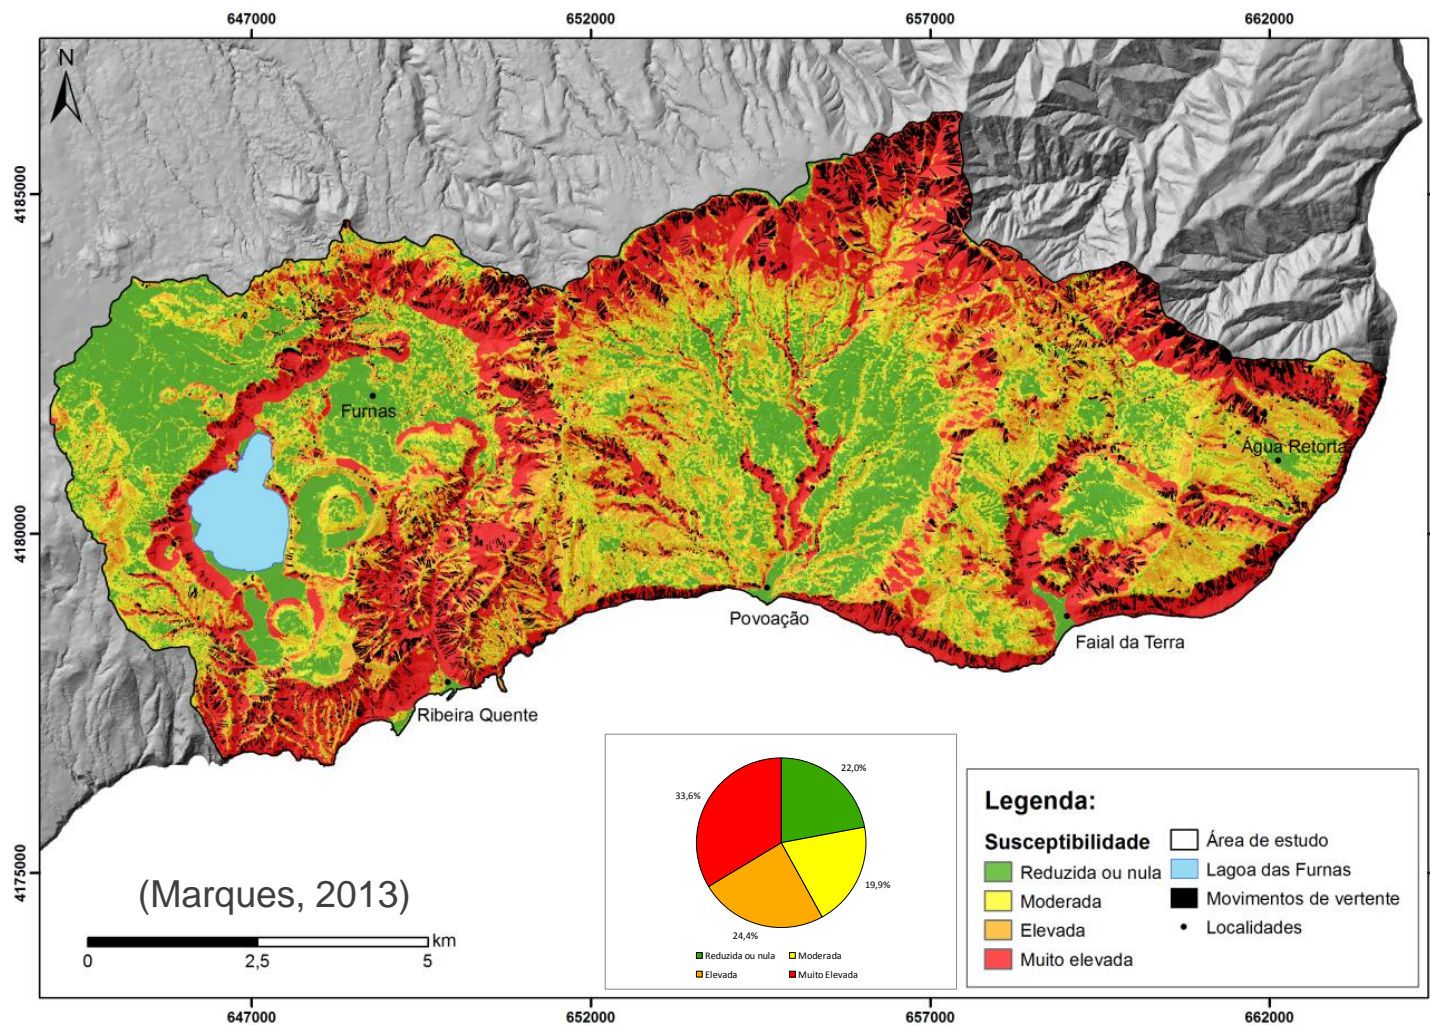 647000
652000
657000
662000
N
4185000
4185000
4180000
4180000
4175000
4175000
Furnas
Água Retorta
Povoação
Faial da Terra
Ribeira Quente
(Marques, 2013)
km
0
2,5
5
22,0%
33,6%
19,9%
24,4%
Reduzida ou nula
Moderada
Elevada
Muito Elevada
Legenda:
Susceptibilidade
Reduzida ou nula
Moderada
Elevada
Muito elevada
Área de estudo
Lagoa das Furnas
Movimentos de vertente
Localidades
647000
652000
657000
662000